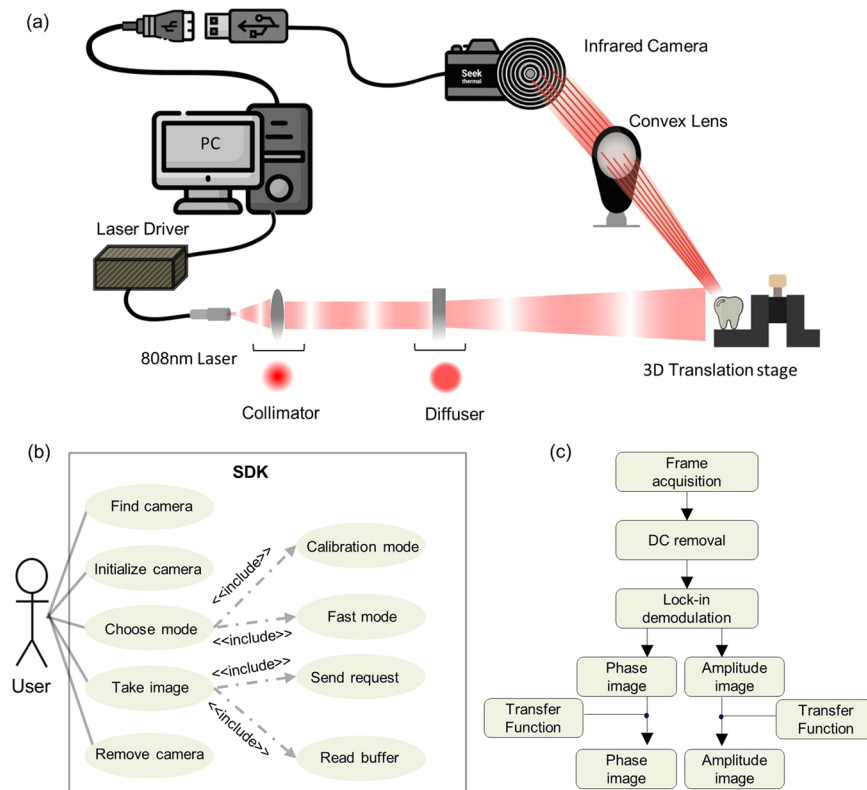 (a)
Infrared Camera
Seek
thermal
Convex Lens
PC
Laser Driver
808nm Laser
3D Translation stage
Collimator
Diffuser
(b)
SDK
Find camera
Initialize camera
Choose mode
Take image
Remove camera
User
<<include>>
Calibration mode
<<include>>
Fast mode
<<include>>
Send request
<<include>>
Read buffer
(c)
Frame
acquisition
DC removal
Lock-in
demodulation
Phase
image
Amplitude
image
Transfer
Function
Transfer
Function
Phase
image
Amplitude
image